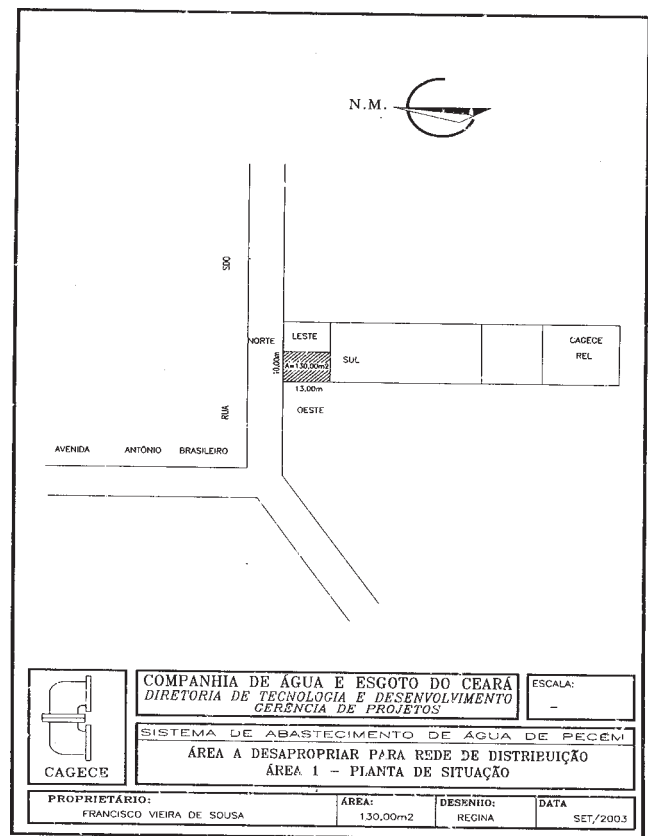 N.M.
SDO
NORTE
LESTE
CAGECE
REL
SUL
10,00m
A=130,00m2
13,00m
OESTE
RUA
AVENIDA ANTÔNIO BRASILEIRO
COMPANHIA DE ÁGUA E ESGOTO DO CEARÁ
DIRETORIA DE TECNOLOGIA E DESENVOLVIMENTO
GERÊNCIA DE PROJETOS
ESCALA:
–
SISTEMA DE ABASTECIMENTO DE ÁGUA DE PECÉM
ÁREA A DESAPROPRIAR PARA REDE DE DISTRIBUIÇÃO
ÁREA 1 – PLANTA DE SITUAÇÃO
CAGECE
PROPRIETÁRIO:
FRANCISCO VIEIRA DE SOUSA
ÁREA:
130,00m2
DESENHO:
REGINA
DATA
SET/2003